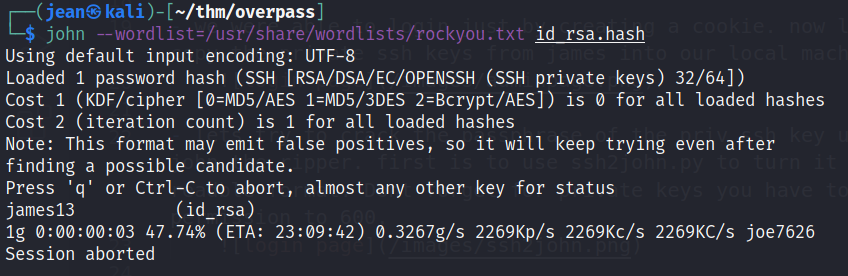 ┌──(jean㉿kali)-[~/thm/overpass]
└─$ john --wordlist=/usr/share/wordlists/rockyou.txt id_rsa.hash
Using default input encoding: UTF-8
Loaded 1 password hash (SSH [RSA/DSA/EC/OPENSSH (SSH private keys) 32/64])
Cost 1 (KDF/cipher [0=MD5/AES 1=MD5/3DES 2=Bcrypt/AES]) is 0 for all loaded hashes
Cost 2 (iteration count) is 1 for all loaded hashes
Note: This format may emit false positives, so it will keep trying even after
finding a possible candidate.
Press 'q' or Ctrl-C to abort, almost any other key for status
james13          (id_rsa)
1g 0:00:00:03 47.74% (ETA: 23:09:42) 0.3267g/s 2269Kp/s 2269Kc/s 2269KC/s joe7626
Session aborted